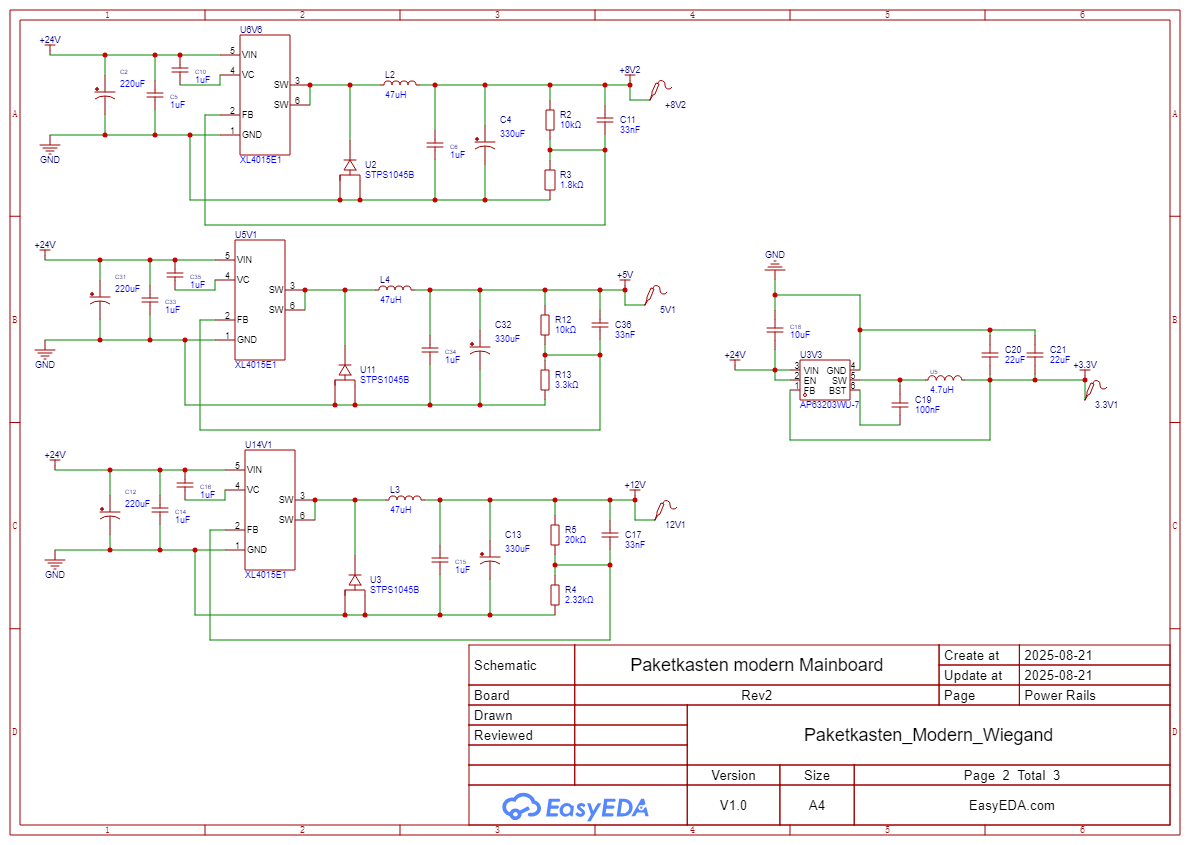 1 2 3 4 5 6
A
B
C
D
A
B
C
D
+24V
C2
220uF
C5
1uF
C10
1uF
U6V6
5 VIN
4 VC
2 FB
1 GND
SW 3
SW 6
XL4015E1
GND
U2
STPS1045B
L2
47uH
1uF
C4
330uF
R2
10kΩ
R3
1.8kΩ
C11
33nF
+8V2
+8V2
+24V
C31
220uF
C33
1uF
C35
1uF
U5V1
5 VIN
4 VC
2 FB
1 GND
SW 3
SW 6
XL4015E1
GND
U11
STPS1045B
L4
47uH
C34
1uF
C32
330uF
R12
10kΩ
R13
3.3kΩ
C36
33nF
+5V
5V1
+24V
C12
220uF
C14
1uF
C16
1uF
U14V1
5 VIN
4 VC
2 FB
1 GND
SW 3
SW 6
XL4015E1
GND
U3
STPS1045B
L3
47uH
C15
1uF
C13
330uF
R5
20kΩ
R4
2.32kΩ
C17
33nF
+12V
12V1
GND
C18
10uF
+24V
U3V3
3 VIN GND 4
2 EN SW 5
1 FB BST 6
AP63203WU-7
C19
100nF
U5
4.7uH
C20
22uF
C21
22uF
+3.3V
3.3V1
Schematic
Paketkasten modern Mainboard
Create at 2025-08-21
Update at 2025-08-21
Board Rev2 Page Power Rails
Drawn
Reviewed
Paketkasten_Modern_Wiegand
Version Size Page 2 Total 3
EasyEDA V1.0 A4 EasyEDA.com
1 2 3 4 5 6